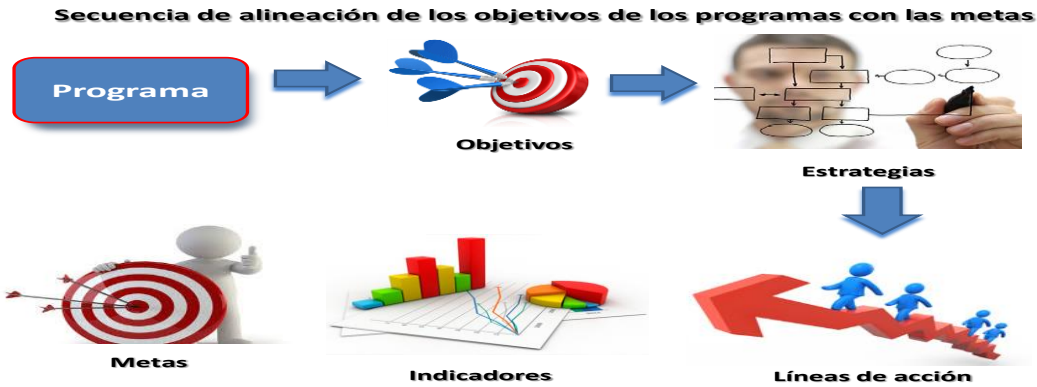 Secuencia de alineación de los objetivos de los programas con las metas
Programa
Objetivos
Estrategias
Líneas de acción
Indicadores
Metas